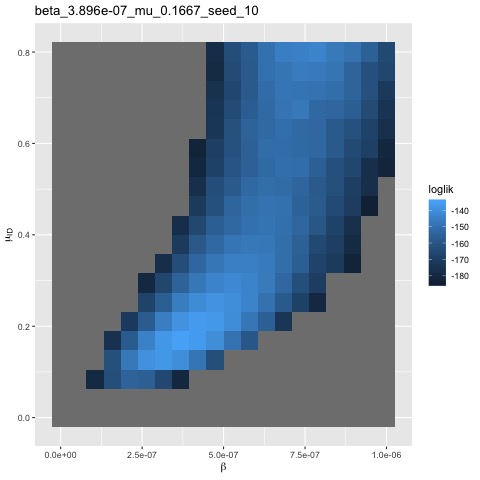 beta_3.896e-07_mu_0.1667_seed_10
0.8
0.6
0.4
0.2
0.0
μ_ID
0.0e+00
2.5e-07
5.0e-07
7.5e-07
1.0e-06
β
loglik
-140
-150
-160
-170
-180